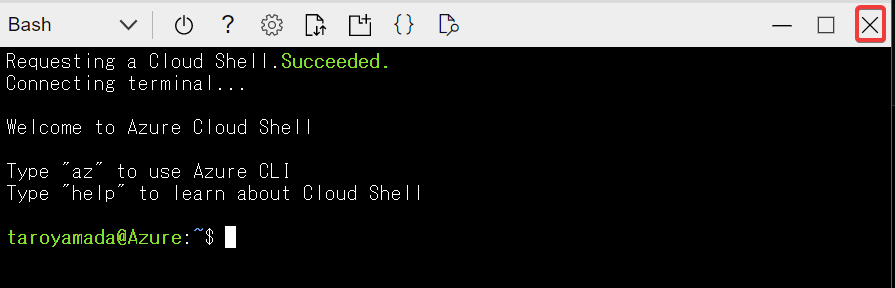 Bash
Requesting a Cloud Shell.Succeeded.
Connecting terminal...
Welcome to Azure Cloud Shell
Type "az" to use Azure CLI
Type "help" to learn about Cloud Shell
taroyamada@Azure:~$